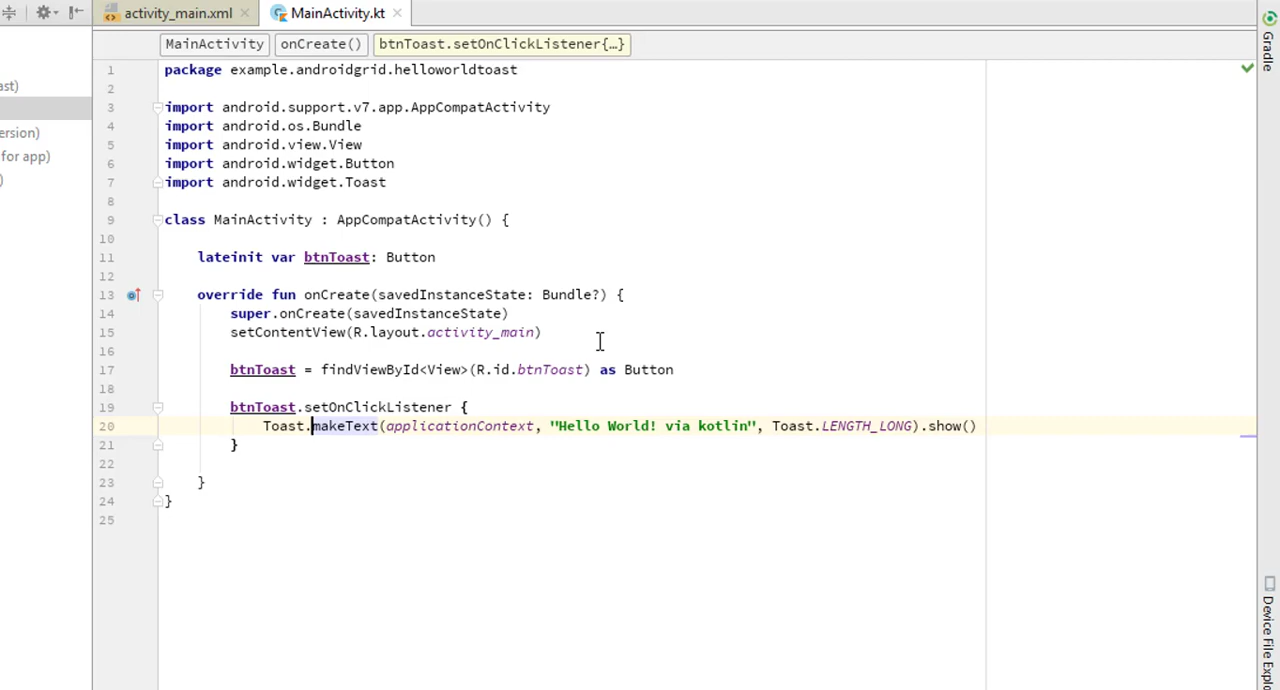 activity_main.xml MainActivity.kt
MainActivity onCreate() btnToast.setOnClickListener{...}
ast)
ersion)
for app)
)
1 package example.androidgrid.helloworldtoast
2
3 import android.support.v7.app.AppCompatActivity
4 import android.os.Bundle
5 import android.view.View
6 import android.widget.Button
7 import android.widget.Toast
8
9 class MainActivity : AppCompatActivity() {
10
11 lateinit var btnToast: Button
12
13 override fun onCreate(savedInstanceState: Bundle?) {
14 super.onCreate(savedInstanceState)
15 setContentView(R.layout.activity_main)
16
17 btnToast = findViewById<View>(R.id.btnToast) as Button
18
19 btnToast.setOnClickListener {
20 Toast.makeText(applicationContext, "Hello World! via kotlin", Toast.LENGTH_LONG).show()
21 }
22
23 }
24 }
25
Gradle
Device File Explo